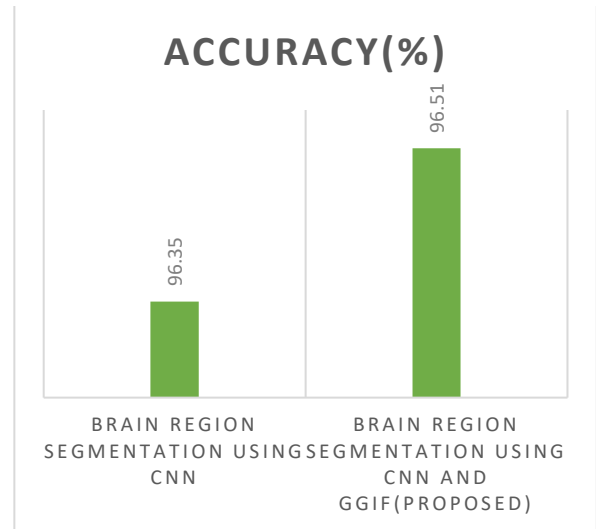 ACCURACY(%)
96.35
96.51
BRAIN REGION
SEGMENTATION USING
CNN
BRAIN REGION
SEGMENTATION USING
CNN AND
GGIF(PROPOSED)